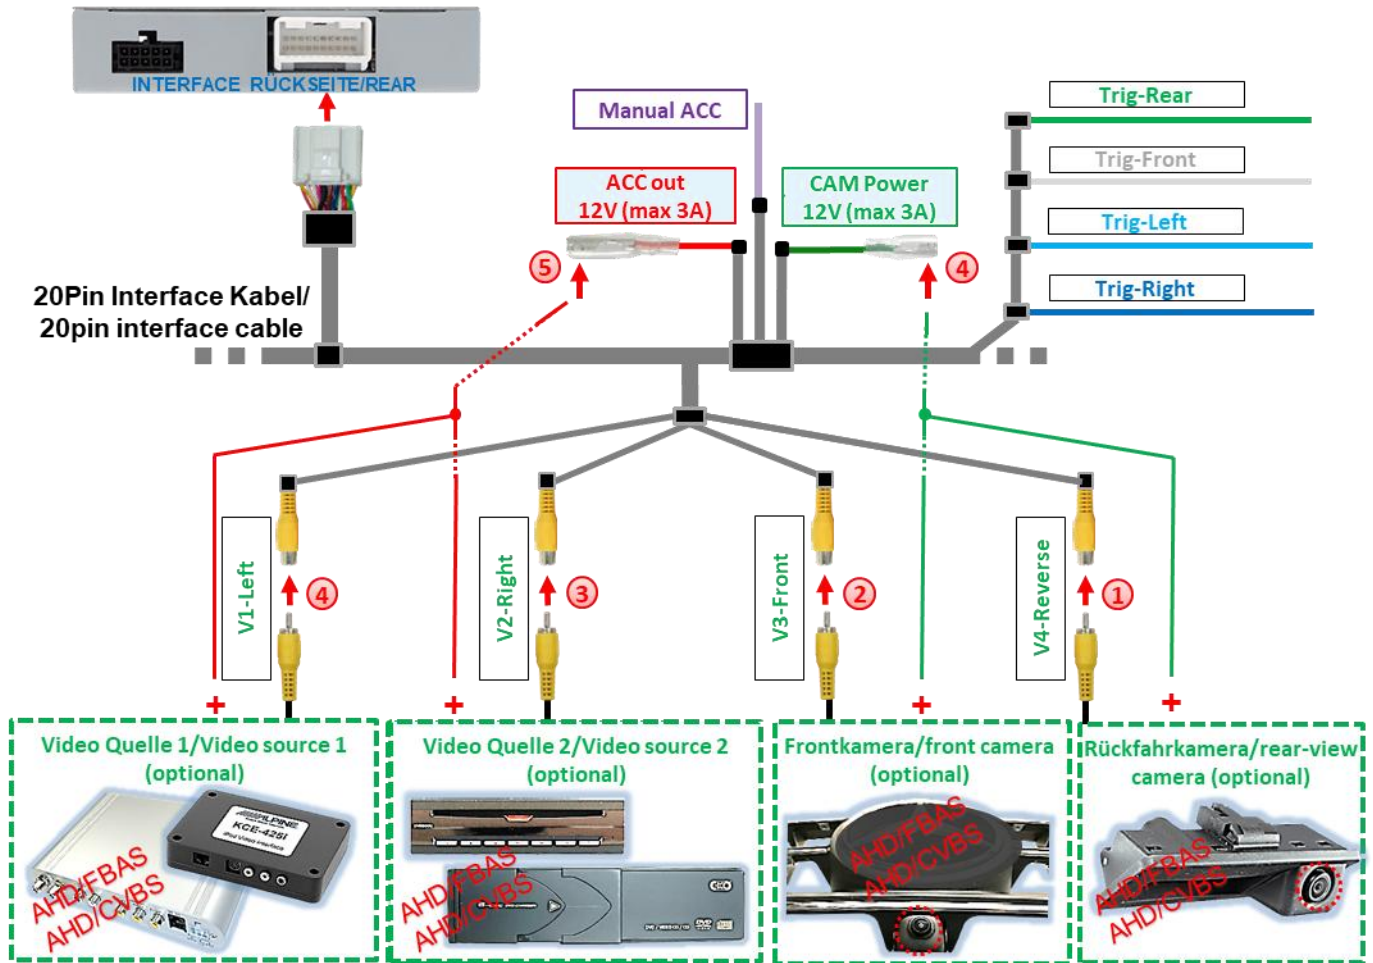 INTERFACE RÜCKSEITE/REAR
Manual ACC
Trig-Rear
Trig-Front
Trig-Left
Trig-Right
ACC out
12V (max 3A)
CAM Power
12V (max 3A)
5
4
20Pin Interface Kabel/
20pin interface cable
V1-Left
4
V2-Right
3
V3-Front
2
V4-Reverse
1
+
+
+
+
Video Quelle 1/Video source 1
(optional)
ALPINE
KCE-425i
iPod Video Interface
AHD/FBAS
AHD/CVBS
Video Quelle 2/Video source 2
(optional)
AHD/FBAS
AHD/CVBS
Frontkamera/front camera
(optional)
AHD/FBAS
AHD/CVBS
Rückfahrkamera/rear-view
camera (optional)
AHD/FBAS
AHD/CVBS